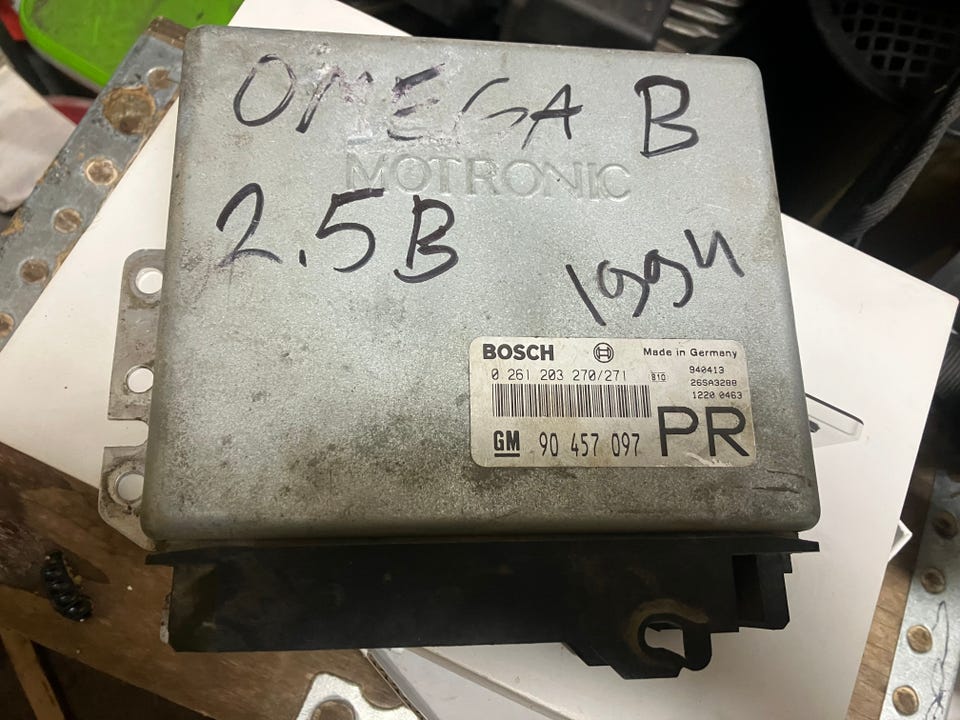 OMEGA B
MOTRONIC
2.5B
1994
BOSCH Made in Germany
0 261 203 270/271 B10 940413
26SA3288
1220 0463
GM 90 457 097 PR